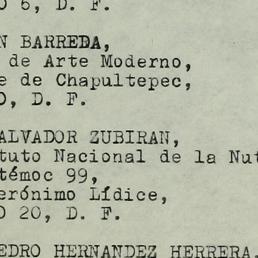 O 6, D. F.
N BARREDA,
de Arte Moderno,
e de Chapultepec,
O, D. F.
ALVADOR ZUBIRAN,
tuto Nacional de la Nut
témoc 99,
erónimo Lídice,
O 20, D. F.
EDRO HERNANDEZ HERRERA,